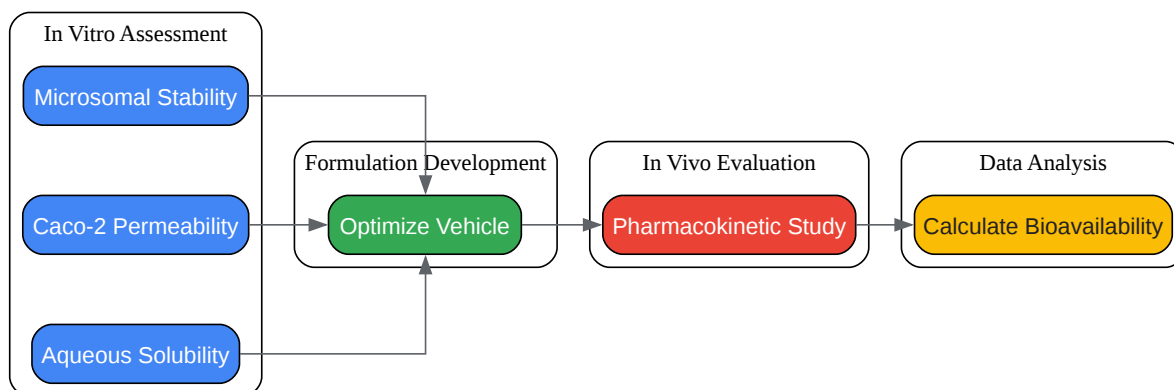 In Vitro Assessment
Microsomal Stability
Caco-2 Permeability
Aqueous Solubility
Formulation Development
Optimize Vehicle
In Vivo Evaluation
Pharmacokinetic Study
Data Analysis
Calculate Bioavailability